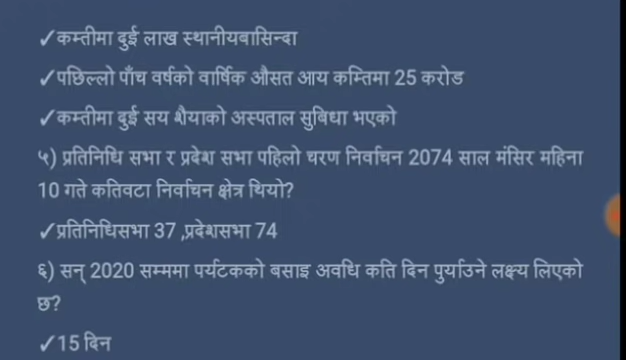 ✓कम्तीमा दुई लाख स्थानीयबासिन्दा
✓पछिल्लो पाँच वर्षको वार्षिक औसत आय कम्तिमा 25 करोड
✓कम्तीमा दुई सय शैयाको अस्पताल सुबिधा भएको
५) प्रतिनिधि सभा र प्रदेश सभा पहिलो चरण निर्वाचन 2074 साल मंसिर महिना
10 गते कतिवटा निर्वाचन क्षेत्र थियो?
✓प्रतिनिधिसभा 37 ,प्रदेशसभा 74
६) सन् 2020 सम्ममा पर्यटकको बसाइ अवधि कति दिन पुर्याउने लक्ष्य लिएको
छ?
✓15 दिन